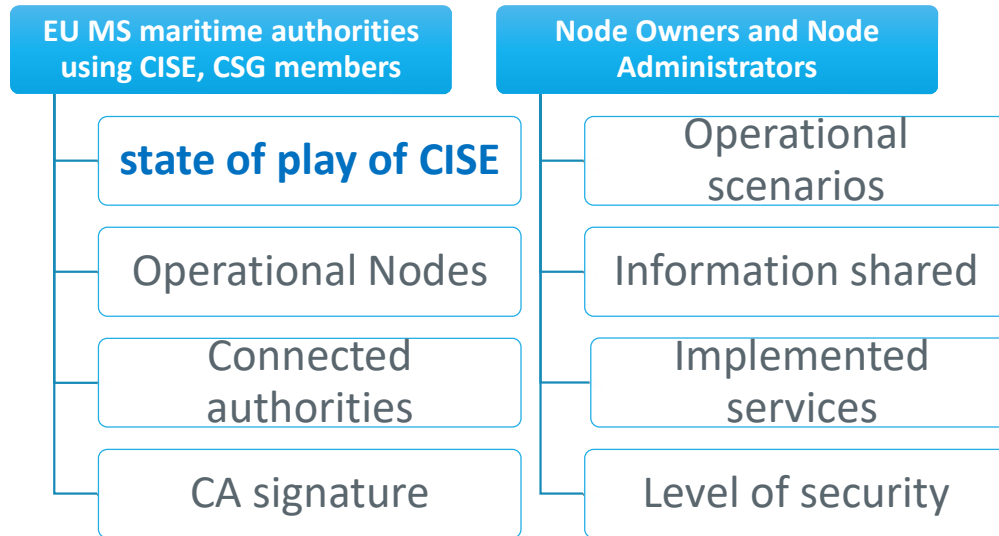 EU MS maritime authorities
using CISE, CSG members
state of play of CISE
Operational Nodes
Connected
authorities
CA signature
Node Owners and Node
Administrators
Operational
scenarios
Information shared
Implemented
services
Level of security